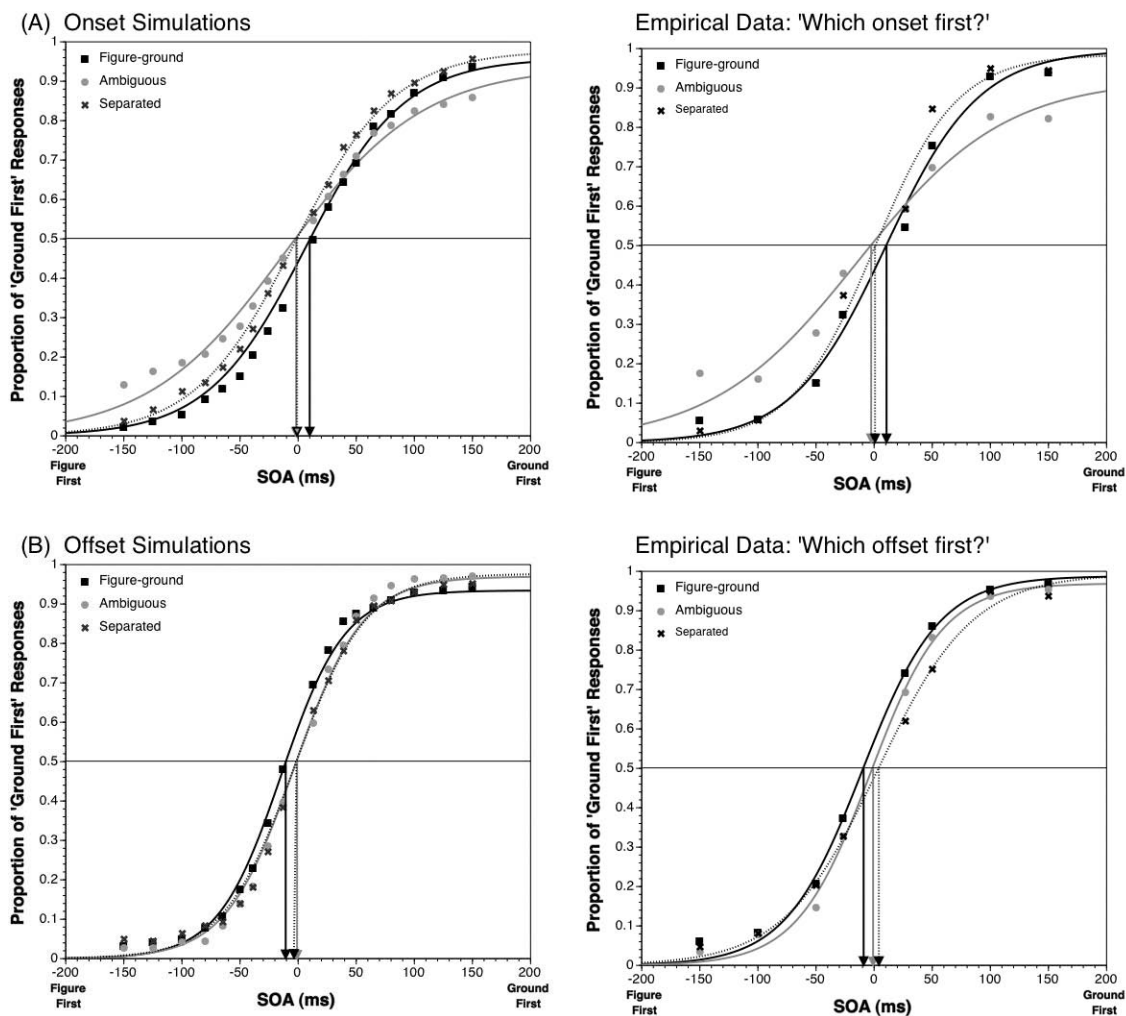 (A) Onset Simulations
Figure-ground
Ambiguous
Separated
Proportion of 'Ground First' Responses
1
0.9
0.8
0.7
0.6
0.5
0.4
0.3
0.2
0.1
0
-200 -150 -100 -50 0 50 100 150 200
Figure First
SOA (ms)
Ground First
Empirical Data: 'Which onset first?'
Figure-ground
Ambiguous
Separated
Proportion of 'Ground First' Responses
1
0.9
0.8
0.7
0.6
0.5
0.4
0.3
0.2
0.1
0
-200 -150 -100 -50 0 50 100 150 200
Figure First
SOA (ms)
Ground First
(B) Offset Simulations
Figure-ground
Ambiguous
Separated
Proportion of 'Ground First' Responses
1
0.9
0.8
0.7
0.6
0.5
0.4
0.3
0.2
0.1
0
-200 -150 -100 -50 0 50 100 150 200
Figure First
SOA (ms)
Ground First
Empirical Data: 'Which offset first?'
Figure-ground
Ambiguous
Separated
Proportion of 'Ground First' Responses
1
0.9
0.8
0.7
0.6
0.5
0.4
0.3
0.2
0.1
0
-200 -150 -100 -50 0 50 100 150 200
Figure First
SOA (ms)
Ground First